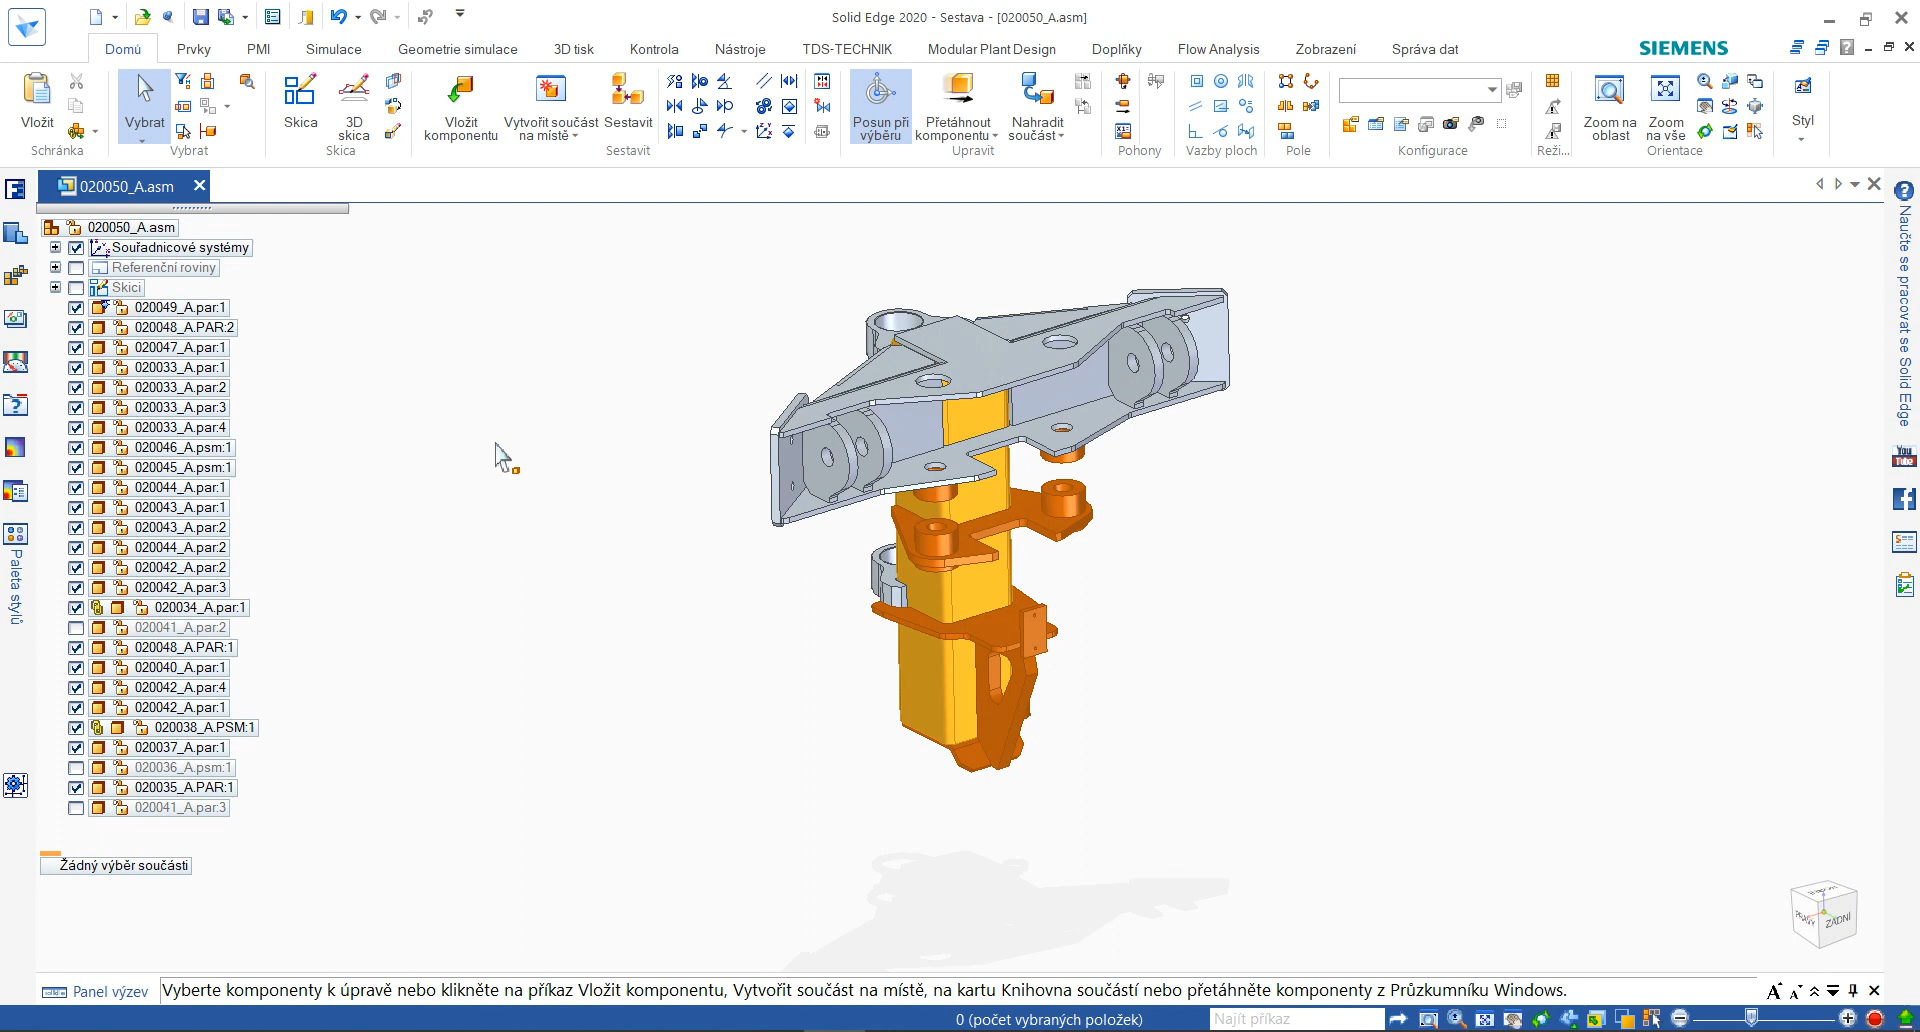 Solid Edge 2020 - Sestava - [020050_A.asm]
Domů Prvky PMI Simulace Geometrie simulace 3D tisk Kontrola Nástroje TDS-TECHNIK Modular Plant Design Doplňky Flow Analysis Zobrazení Správa dat SIEMENS
Vložit
Schránka
Vybrat
Vybrat
Skica
3D skica
Skica
Vložit komponentu
Vytvořit součást na místě
Sestavit
Sestavit
Posun při výběru
Přetáhnout komponentu
Nahradit součást
Upravit
Pohony
Vazby ploch
Pole
Konfigurace
Reži...
Zoom na oblast
Zoom na vše
Orientace
Styl
020050_A.asm
020050_A.asm
Souřadnicové systémy
Referenční roviny
Skici
020049_A.par:1
020048_A.PAR:2
020047_A.par:1
020033_A.par:1
020033_A.par:2
020033_A.par:3
020033_A.par:4
020046_A.psm:1
020045_A.psm:1
020044_A.par:1
020043_A.par:1
020043_A.par:2
020044_A.par:2
020042_A.par:2
020042_A.par:3
020034_A.par:1
020041_A.par:2
020048_A.PAR:1
020040_A.par:1
020042_A.par:4
020042_A.par:1
020038_A.PSM:1
020037_A.par:1
020036_A.psm:1
020035_A.PAR:1
020041_A.par:3
Žádný výběr součásti
Paleta stylů
Naučte se pracovat se Solid Edge
You Tube
PRAVÝ
ZADNÍ
Panel výzev
Vyberte komponenty k úpravě nebo klikněte na příkaz Vložit komponentu, Vytvořit součást na místě, na kartu Knihovna součástí nebo přetáhněte komponenty z Průzkumníku Windows.
0 (počet vybraných položek)
Najít příkaz